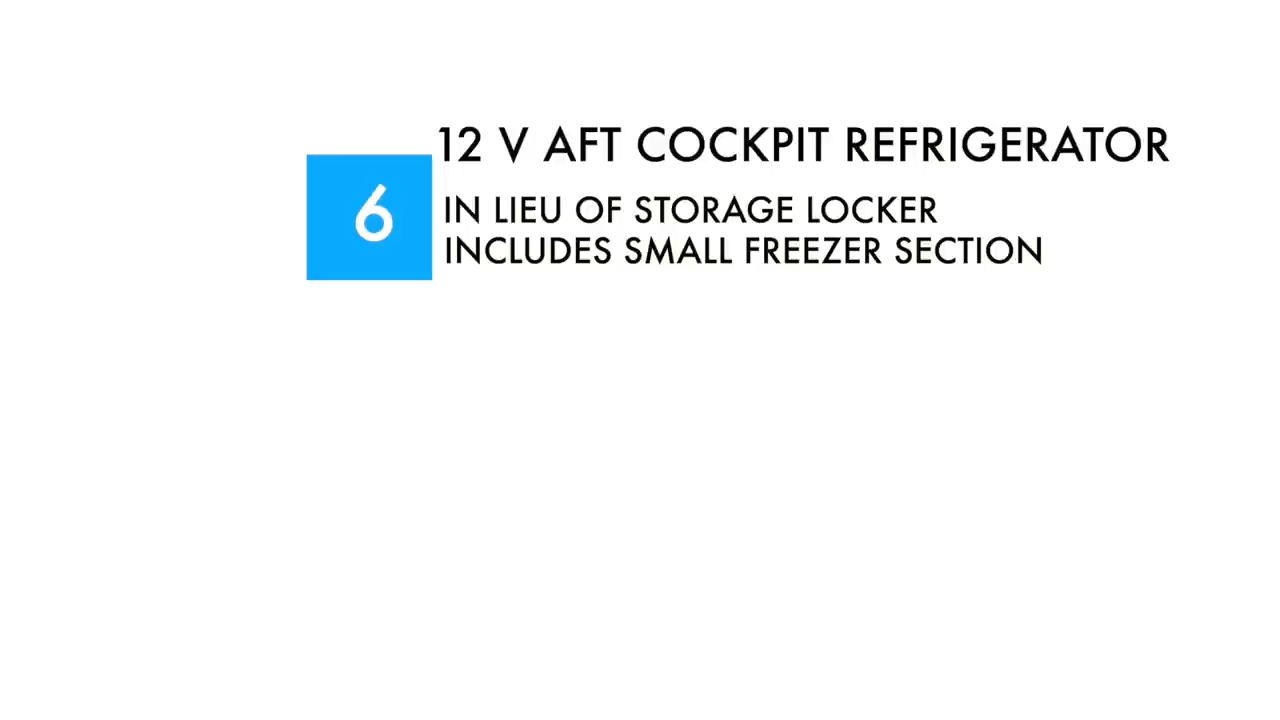 12 V AFT COCKPIT REFRIGERATOR
6
IN LIEU OF STORAGE LOCKER
INCLUDES SMALL FREEZER SECTION